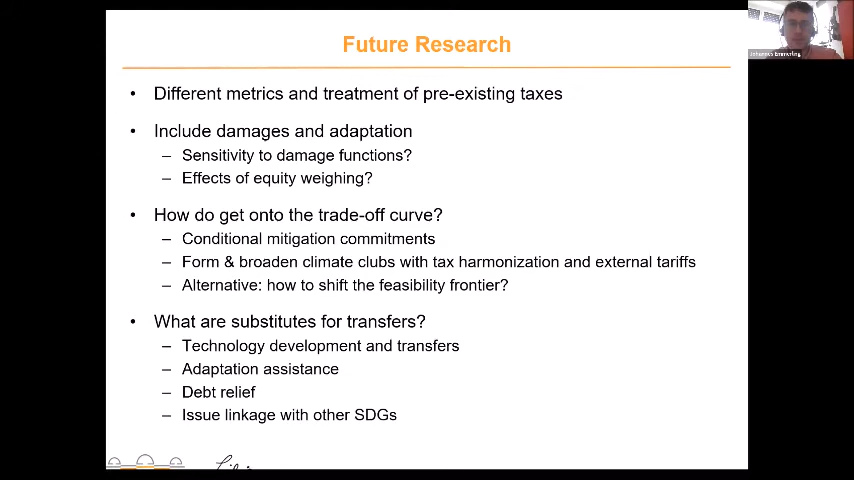 Future Research
• Different metrics and treatment of pre-existing taxes
• Include damages and adaptation
– Sensitivity to damage functions?
– Effects of equity weighing?
• How do get onto the trade-off curve?
– Conditional mitigation commitments
– Form & broaden climate clubs with tax harmonization and external tariffs
– Alternative: how to shift the feasibility frontier?
• What are substitutes for transfers?
– Technology development and transfers
– Adaptation assistance
– Debt relief
– Issue linkage with other SDGs
Johannes Emmerling